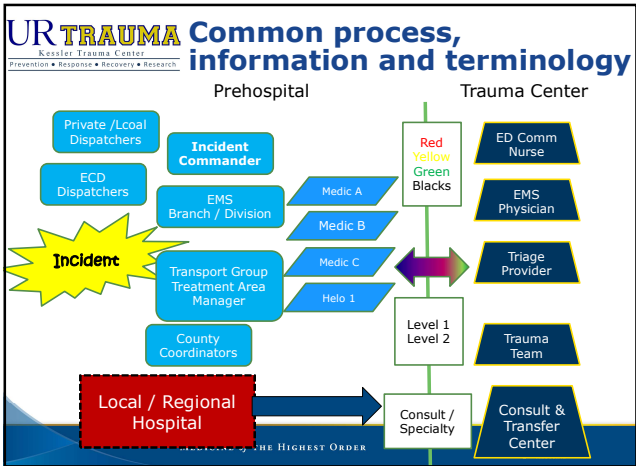 UR TRAUMA
Kessler Trauma Center
Prevention • Response • Recovery • Research
Common process,
information and terminology
Prehospital
Trauma Center
Private /Lcoal
Dispatchers
Incident
Commander
ECD
Dispatchers
EMS
Branch / Division
Incident
Transport Group
Treatment Area
Manager
County
Coordinators
Medic A
Medic B
Medic C
Helo 1
Red
Yellow
Green
Blacks
Level 1
Level 2
Consult /
Specialty
ED Comm
Nurse
EMS
Physician
Triage
Provider
Trauma
Team
Consult &
Transfer
Center
Local / Regional
Hospital
MEDICINE of THE HIGHEST ORDER